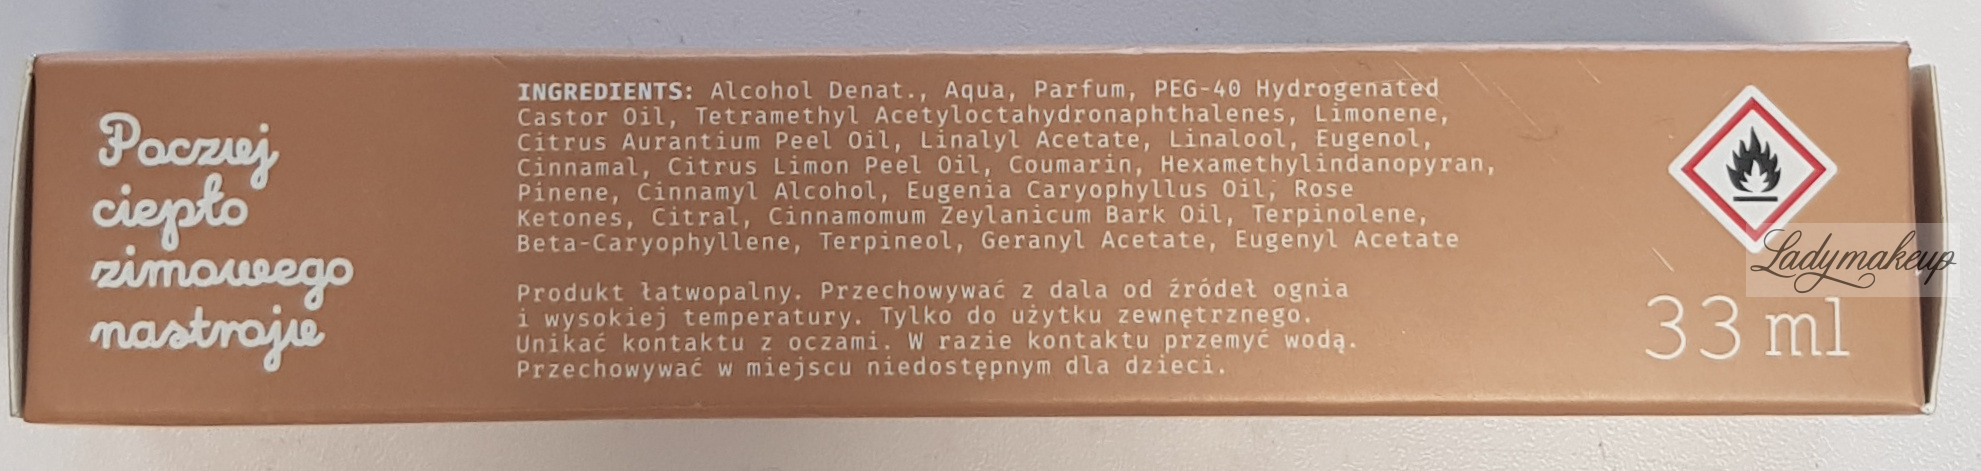 Poczuj
ciepło
zimowego
nastroju
INGREDIENTS: Alcohol Denat., Aqua, Parfum, PEG-40 Hydrogenated
Castor Oil, Tetramethyl Acetyloctahydronaphthalenes, Limonene,
Citrus Aurantium Peel Oil, Linalyl Acetate, Linalool, Eugenol,
Cinnamal, Citrus Limon Peel Oil, Coumarin, Hexamethylindanopyran,
Pinene, Cinnamyl Alcohol, Eugenia Caryophyllus Oil, Rose
Ketones, Citral, Cinnamomum Zeylanicum Bark Oil, Terpinolene,
Beta-Caryophyllene, Terpineol, Geranyl Acetate, Eugenyl Acetate
Produkt łatwopalny. Przechowywać z dala od źródeł ognia
i wysokiej temperatury. Tylko do użytku zewnętrznego.
Unikać kontaktu z oczami. W razie kontaktu przemyć wodą.
Przechowywać w miejscu niedostępnym dla dzieci.
Ladymakeup
33 ml